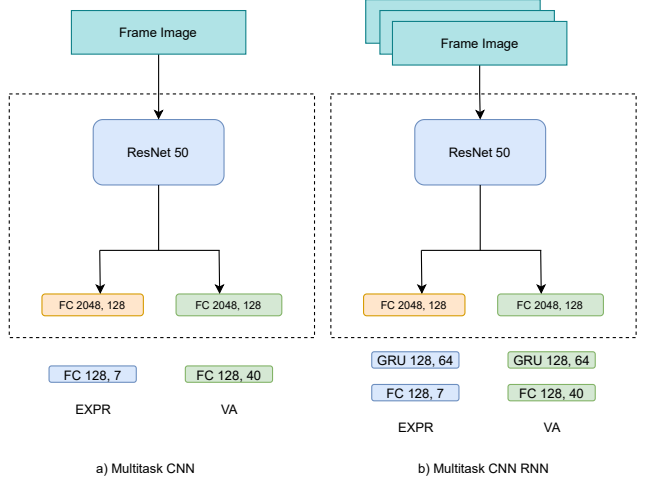 Frame Image
ResNet 50
FC 2048, 128
FC 2048, 128
FC 128, 7
FC 128, 40
EXPR
VA
a) Multitask CNN
Frame Image
ResNet 50
FC 2048, 128
FC 2048, 128
GRU 128, 64
GRU 128, 64
FC 128, 7
FC 128, 40
EXPR
VA
b) Multitask CNN RNN